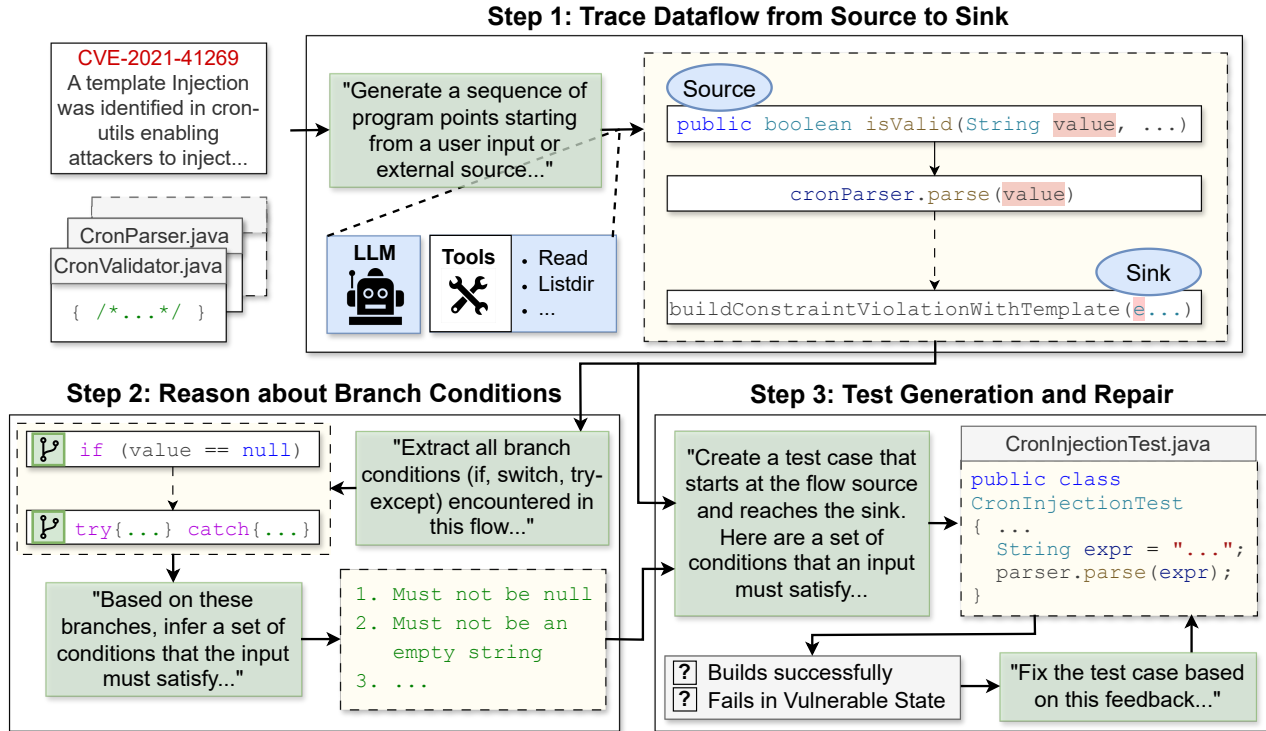 Step 1: Trace Dataflow from Source to Sink
CVE-2021-41269
A template Injection
was identified in cron-
utils enabling
attackers to inject...
CronParser.java
CronValidator.java
{ /*...*/ }
"Generate a sequence of
program points starting
from a user input or
external source..."
LLM
Tools
• Read
• Listdir
• ...
Source
public boolean isValid(String value, ...)
cronParser.parse(value)
Sink
buildConstraintViolationWithTemplate(e...)
Step 2: Reason about Branch Conditions
if (value == null)
try{...} catch{...}
"Extract all branch
conditions (if, switch, try-
except) encountered in
this flow..."
"Based on these
branches, infer a set of
conditions that the input
must satisfy..."
1. Must not be null
2. Must not be an
empty string
3. ...
Step 3: Test Generation and Repair
"Create a test case that
starts at the flow source
and reaches the sink.
Here are a set of
conditions that an input
must satisfy...
CronInjectionTest.java
public class
CronInjectionTest
{ ...
String expr = "...";
parser.parse(expr);
}
? Builds successfully
? Fails in Vulnerable State
"Fix the test case based
on this feedback..."